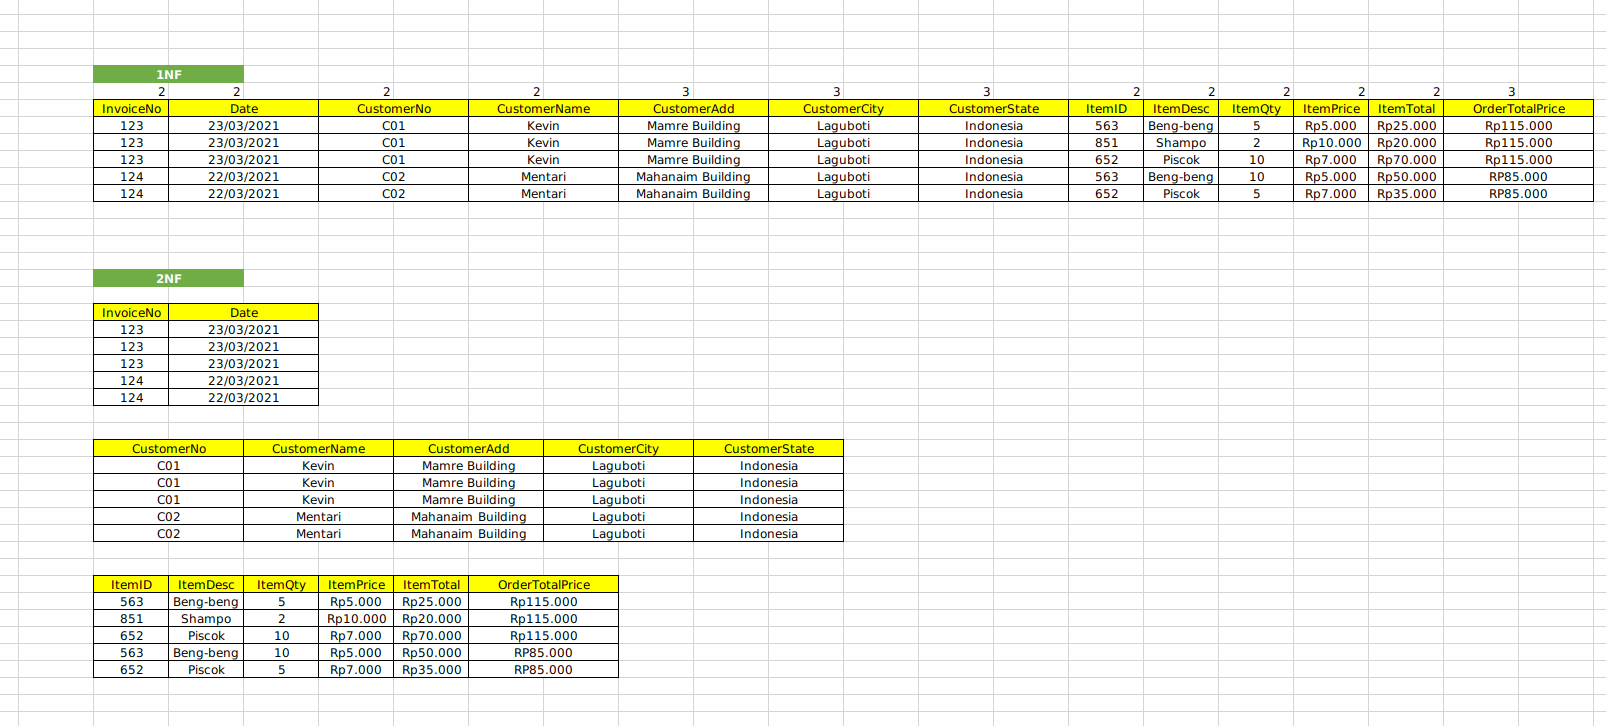 1NF
2 2 2 2 3 3 3 2 2 2 2 2 3
InvoiceNo Date CustomerNo CustomerName CustomerAdd CustomerCity CustomerState ItemID ItemDesc ItemQty ItemPrice ItemTotal OrderTotalPrice
123 23/03/2021 C01 Kevin Mamre Building Laguboti Indonesia 563 Beng-beng 5 Rp5.000 Rp25.000 Rp115.000
123 23/03/2021 C01 Kevin Mamre Building Laguboti Indonesia 851 Shampo 2 Rp10.000 Rp20.000 Rp115.000
123 23/03/2021 C01 Kevin Mamre Building Laguboti Indonesia 652 Piscok 10 Rp7.000 Rp70.000 Rp115.000
124 22/03/2021 C02 Mentari Mahanaim Building Laguboti Indonesia 563 Beng-beng 10 Rp5.000 Rp50.000 RP85.000
124 22/03/2021 C02 Mentari Mahanaim Building Laguboti Indonesia 652 Piscok 5 Rp7.000 Rp35.000 RP85.000
2NF
InvoiceNo Date
123 23/03/2021
123 23/03/2021
123 23/03/2021
124 22/03/2021
124 22/03/2021
CustomerNo CustomerName CustomerAdd CustomerCity CustomerState
C01 Kevin Mamre Building Laguboti Indonesia
C01 Kevin Mamre Building Laguboti Indonesia
C01 Kevin Mamre Building Laguboti Indonesia
C02 Mentari Mahanaim Building Laguboti Indonesia
C02 Mentari Mahanaim Building Laguboti Indonesia
ItemID ItemDesc ItemQty ItemPrice ItemTotal OrderTotalPrice
563 Beng-beng 5 Rp5.000 Rp25.000 Rp115.000
851 Shampo 2 Rp10.000 Rp20.000 Rp115.000
652 Piscok 10 Rp7.000 Rp70.000 Rp115.000
563 Beng-beng 10 Rp5.000 Rp50.000 RP85.000
652 Piscok 5 Rp7.000 Rp35.000 RP85.000